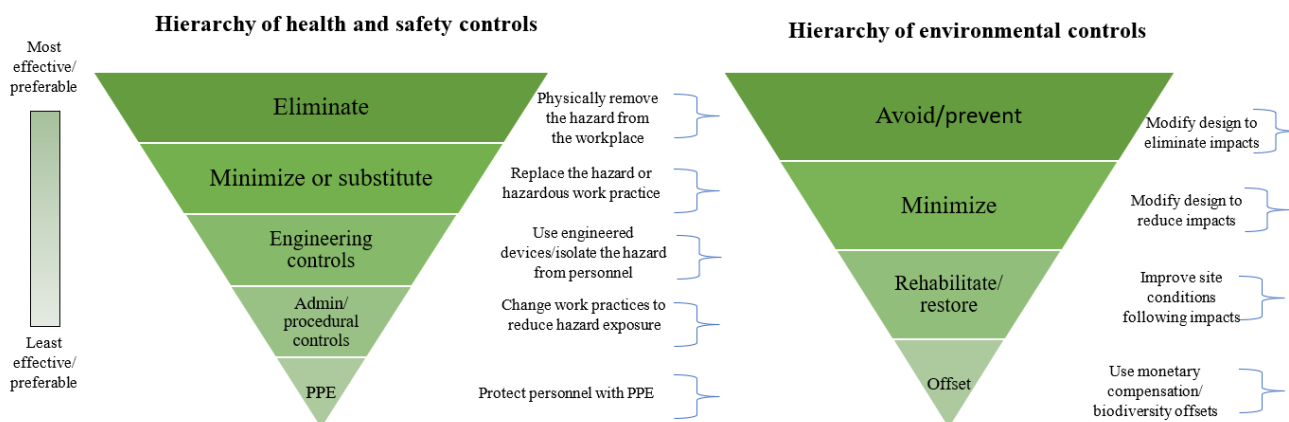 Hierarchy of health and safety controls
Most
effective/
preferable
Least
effective/
preferable
Eliminate
Physically remove
the hazard from
the workplace
Minimize or substitute
Replace the hazard or
hazardous work practice
Engineering
controls
Use engineered
devices/isolate the hazard
from personnel
Admin/
procedural
controls
Change work practices to
reduce hazard exposure
PPE
Protect personnel with PPE
Hierarchy of environmental controls
Avoid/prevent
Modify design to
eliminate impacts
Minimize
Modify design to
reduce impacts
Rehabilitate/
restore
Improve site
conditions
following impacts
Offset
Use monetary
compensation/
biodiversity offsets